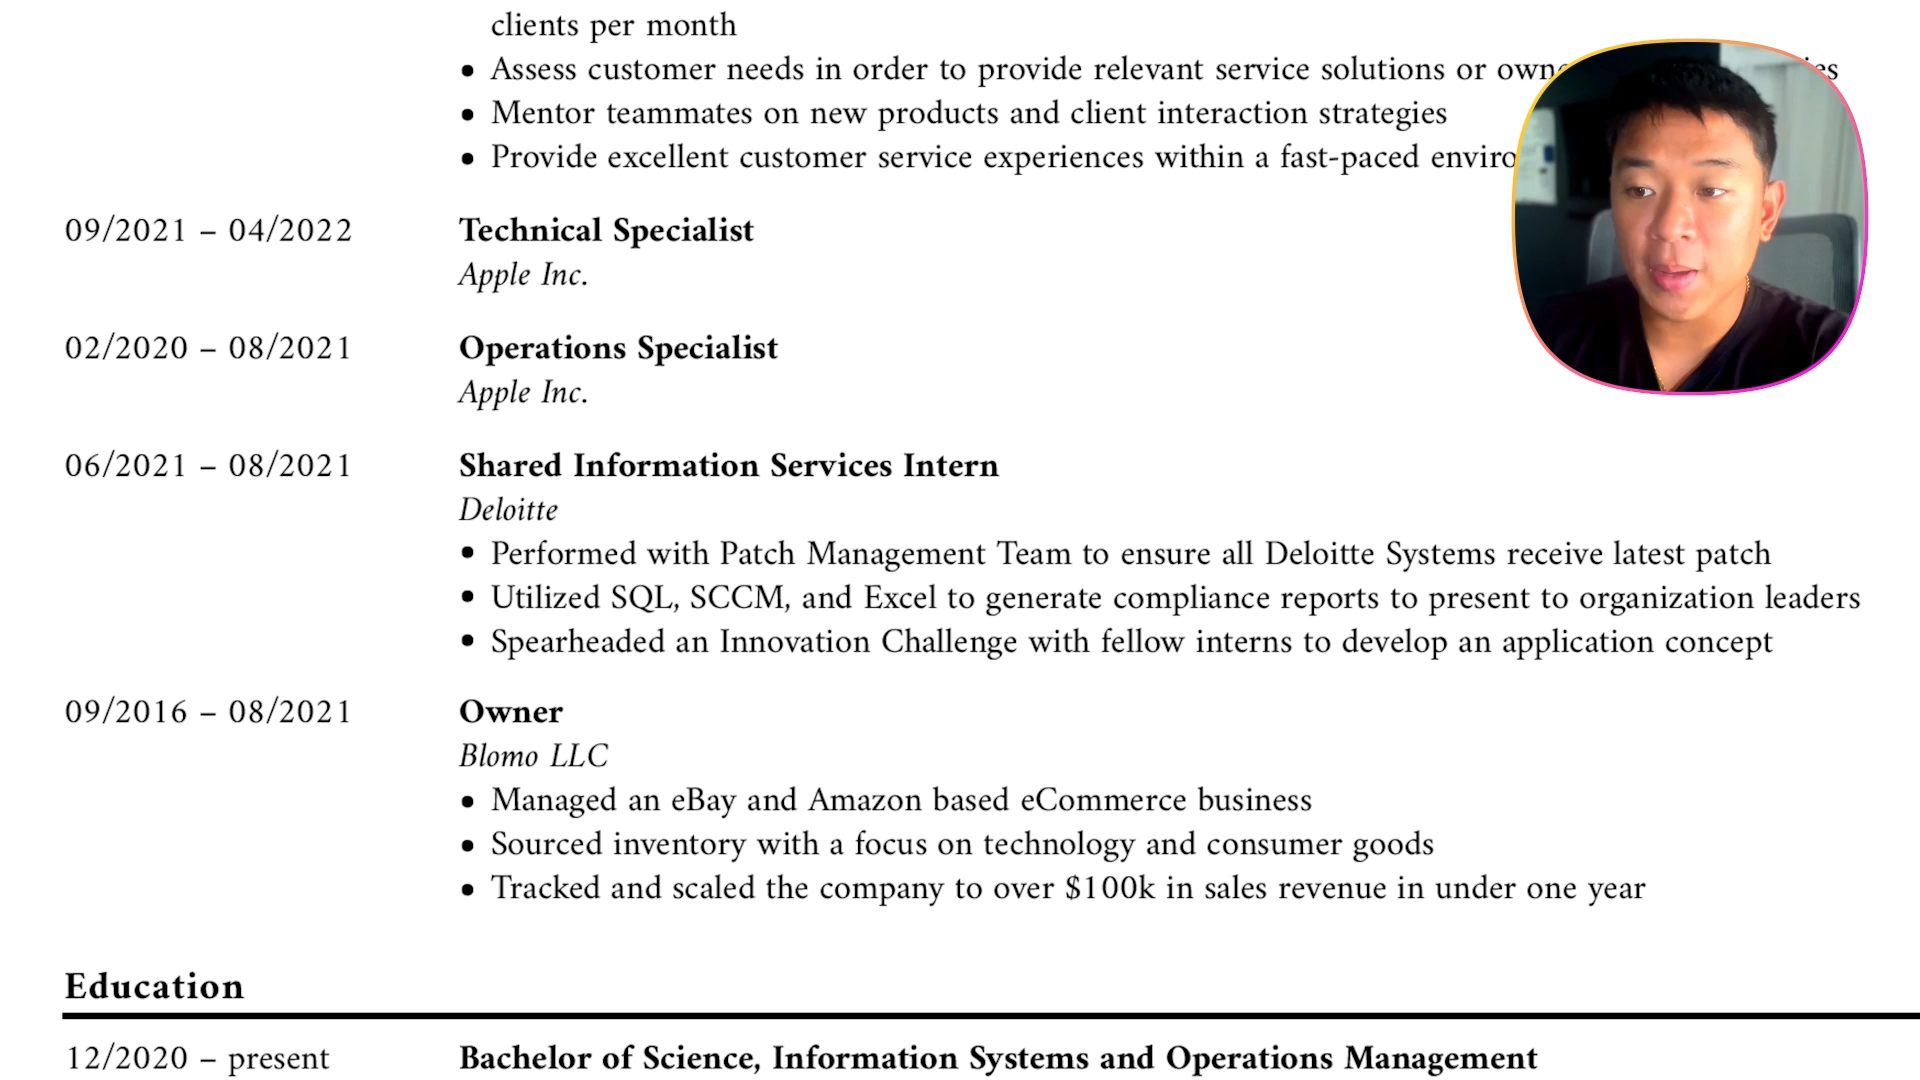 clients per month
• Assess customer needs in order to provide relevant service solutions or
• Mentor teammates on new products and client interaction strategies
• Provide excellent customer service experiences within a fast-paced
09/2021 – 04/2022 Technical Specialist
Apple Inc.
02/2020 – 08/2021 Operations Specialist
Apple Inc.
06/2021 – 08/2021 Shared Information Services Intern
Deloitte
• Performed with Patch Management Team to ensure all Deloitte Systems receive latest patch
• Utilized SQL, SCCM, and Excel to generate compliance reports to present to organization leaders
• Spearheaded an Innovation Challenge with fellow interns to develop an application concept
09/2016 – 08/2021 Owner
Blomo LLC
• Managed an eBay and Amazon based eCommerce business
• Sourced inventory with a focus on technology and consumer goods
• Tracked and scaled the company to over $100k in sales revenue in under one year
Education
12/2020 – present Bachelor of Science, Information Systems and Operations Management